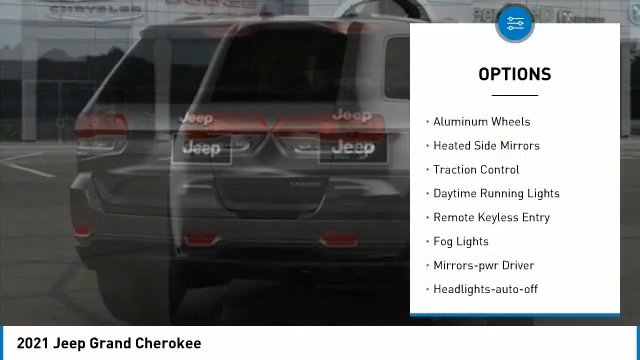 CHRYSLER
Jeep
Jeep
Jeep
Jeep
OPTIONS
Aluminum Wheels
Heated Side Mirrors
Traction Control
Daytime Running Lights
Remote Keyless Entry
Fog Lights
Mirrors-pwr Driver
Headlights-auto-off
2021 Jeep Grand Cherokee